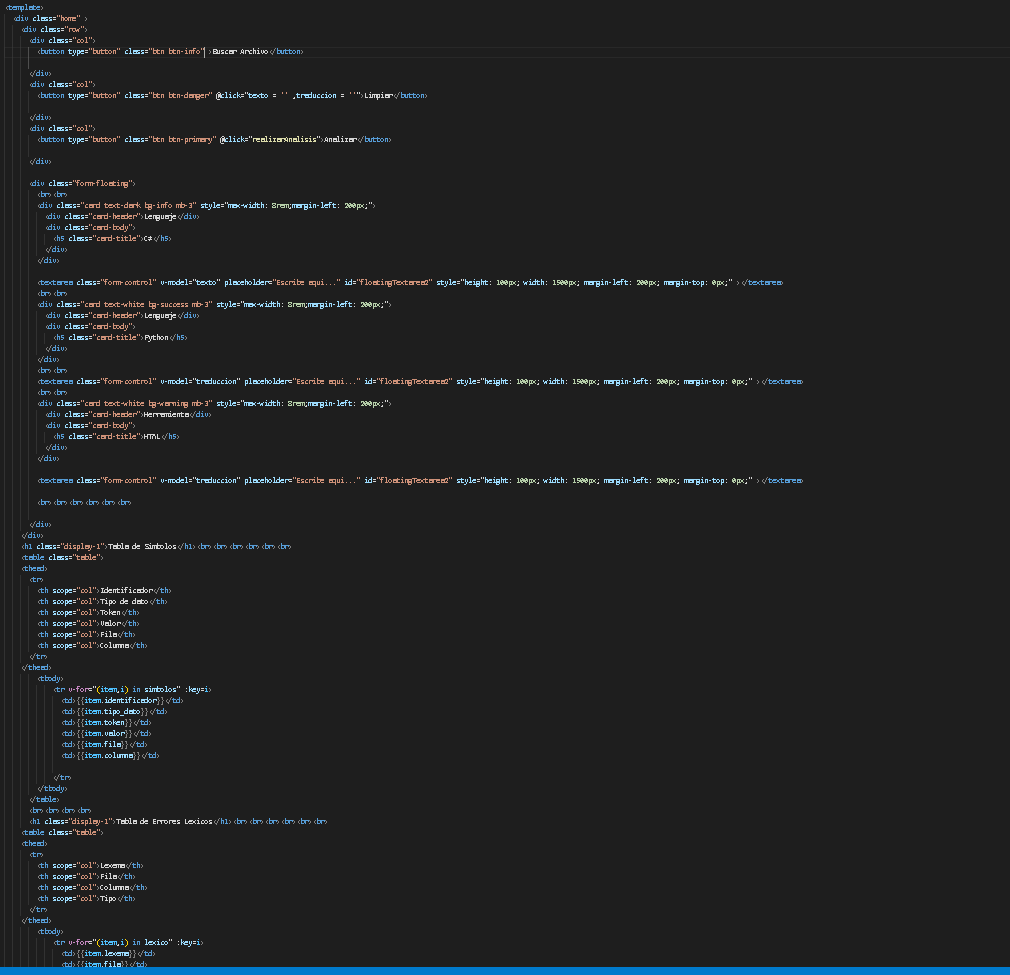 <template>
<div class="home" >
<div class="row">
<div class="col">
<button type="button" class="btn btn-info" >Buscar Archivo</button>
</div>
<div class="col">
<button type="button" class="btn btn-danger" @click="texto = '' ,traduccion = ''">Limpiar</button>
</div>
<div class="col">
<button type="button" class="btn btn-primary" @click="realizarAnalisis">Analizar</button>
</div>
<div class="form-floating">
<br><br>
<div class="card text-dark bg-info mb-3" style="max-width: 8rem;margin-left: 200px;">
<div class="card-header">Lenguaje</div>
<div class="card-body">
<h5 class="card-title">C#</h5>
</div>
</div>
<textarea class="form-control" v-model="texto" placeholder="Escribe aqui..." id="floatingTextarea2" style="height: 100px; width: 1500px; margin-left: 200px; margin-top: 0px;" ></textarea>
<br><br>
<div class="card text-white bg-success mb-3" style="max-width: 8rem;margin-left: 200px;">
<div class="card-header">Lenguaje</div>
<div class="card-body">
<h5 class="card-title">Python</h5>
</div>
</div>
<br><br>
<textarea class="form-control" v-model="traduccion" placeholder="Escribe aqui..." id="floatingTextarea2" style="height: 100px; width: 1500px; margin-left: 200px; margin-top: 0px;" ></textarea>
<br><br>
<div class="card text-white bg-warning mb-3" style="max-width: 8rem;margin-left: 200px;">
<div class="card-header">Herramienta</div>
<div class="card-body">
<h5 class="card-title">HTML</h5>
</div>
</div>
<textarea class="form-control" v-model="traduccion" placeholder="Escribe aqui..." id="floatingTextarea2" style="height: 100px; width: 1500px; margin-left: 200px; margin-top: 0px;" ></textarea>
<br><br><br><br><br><br>
</div>
</div>
<h1 class="display-1">Tabla de Simbolos</h1><br><br><br><br><br><br>
<table class="table">
<thead>
<tr>
<th scope="col">Identificador</th>
<th scope="col">Tipo de dato</th>
<th scope="col">Token</th>
<th scope="col">Valor</th>
<th scope="col">Fila</th>
<th scope="col">Columna</th>
</tr>
</thead>
<tbody>
<tr v-for="(item,i) in simbolos" :key=i>
<td>{{item.identificador}}</td>
<td>{{item.tipo_dato}}</td>
<td>{{item.token}}</td>
<td>{{item.valor}}</td>
<td>{{item.fila}}</td>
<td>{{item.columna}}</td>
</tr>
</tbody>
</table>
<br><br><br><br>
<h1 class="display-1">Tabla de Errores Lexicos</h1><br><br><br><br><br><br>
<table class="table">
<thead>
<tr>
<th scope="col">Lexema</th>
<th scope="col">Fila</th>
<th scope="col">Columna</th>
<th scope="col">Tipo</th>
</tr>
</thead>
<tbody>
<tr v-for="(item,i) in lexico" :key=i>
<td>{{item.lexema}}</td>
<td>{{item.fila}}</td>